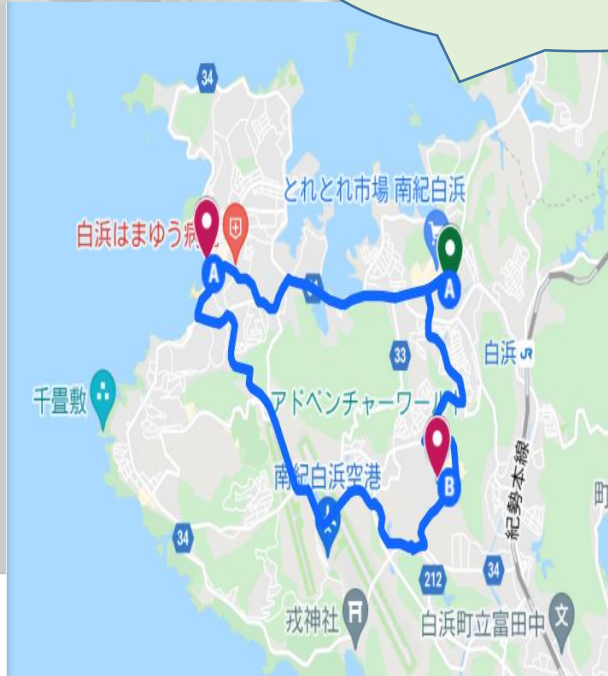 34
とれとれ市場 南紀白浜
白浜はまゆう病
A
A
33
白浜
千畳敷
アドベンチャーワール
B
南紀白浜空港
紀勢本線
町
34
34
212
戎神社
白浜町立富田中
文